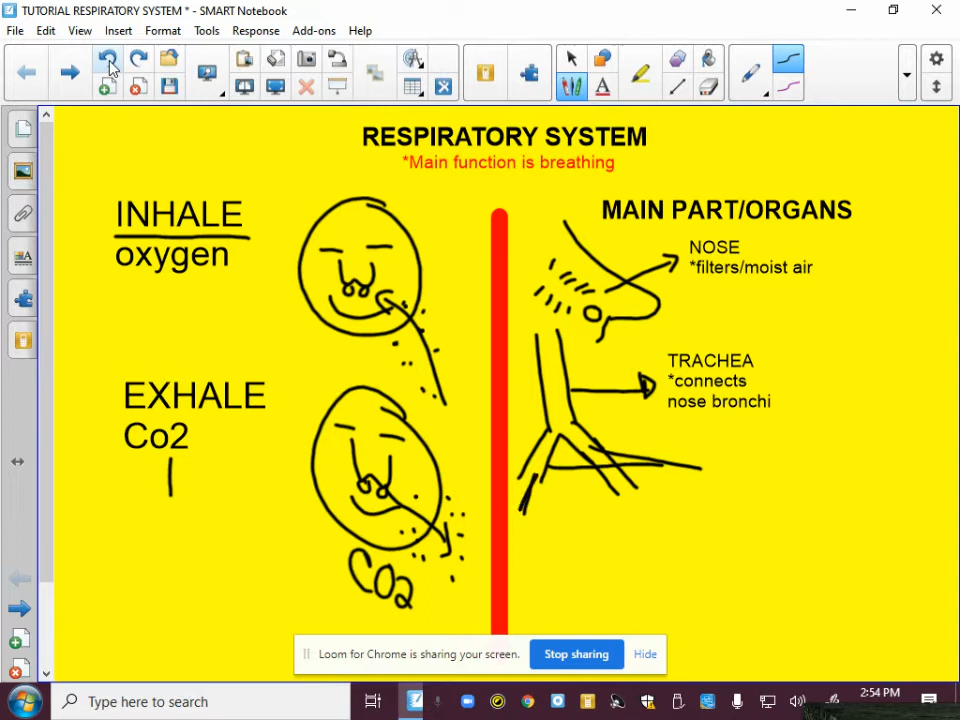 TUTORIAL RESPIRATORY SYSTEM * - SMART Notebook
File Edit View Insert Format Tools Response Add-ons Help
RESPIRATORY SYSTEM
*Main function is breathing
INHALE
oxygen
EXHALE
Co2
CO2
MAIN PART/ORGANS
NOSE
*filters/moist air
TRACHEA
*connects
nose bronchi
Loom for Chrome is sharing your screen. Stop sharing Hide
Type here to search
2:54 PM